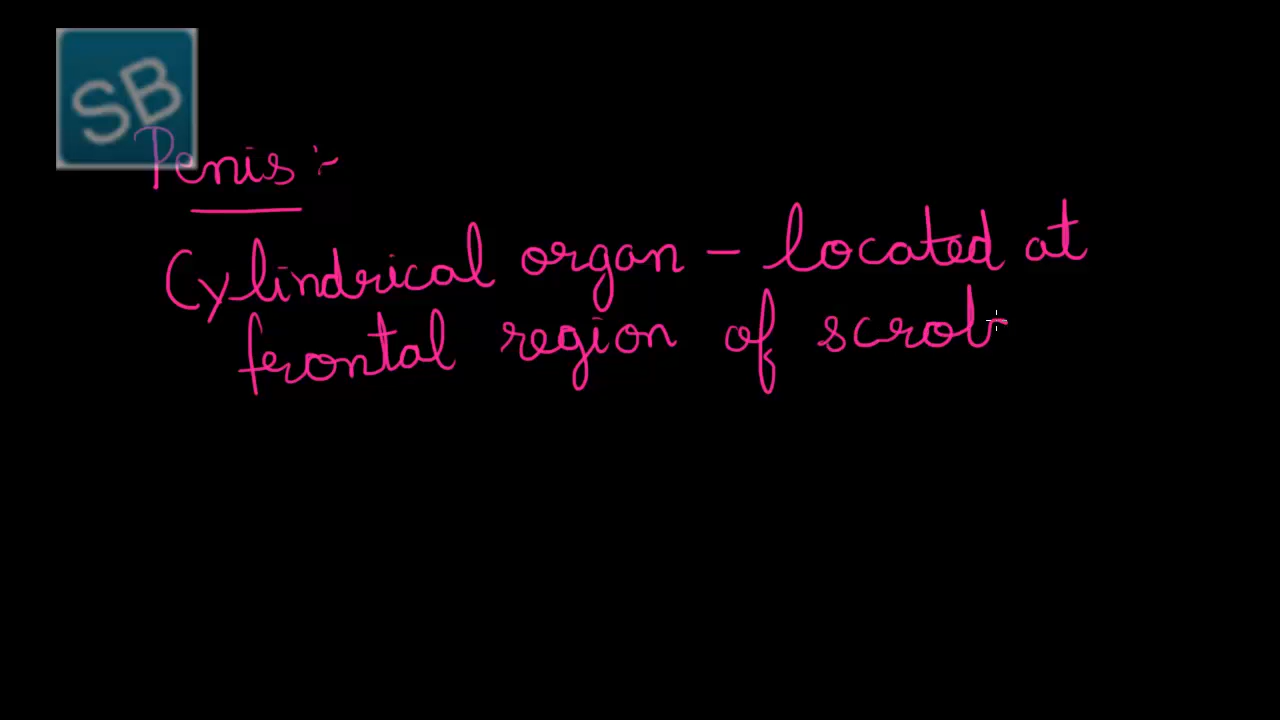 SB
Penis :-
Cylindrical organ - located at
frontal region of scrot